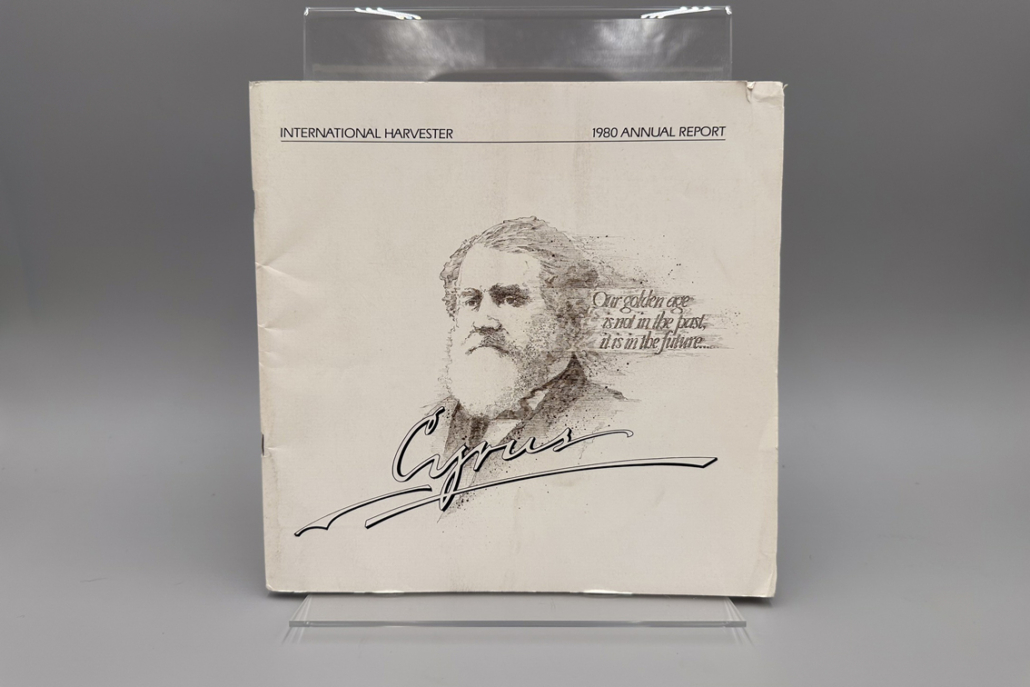 INTERNATIONAL HARVESTER
1980 ANNUAL REPORT
Our golden age
is not in the past,
it is in the future...
Cyrus